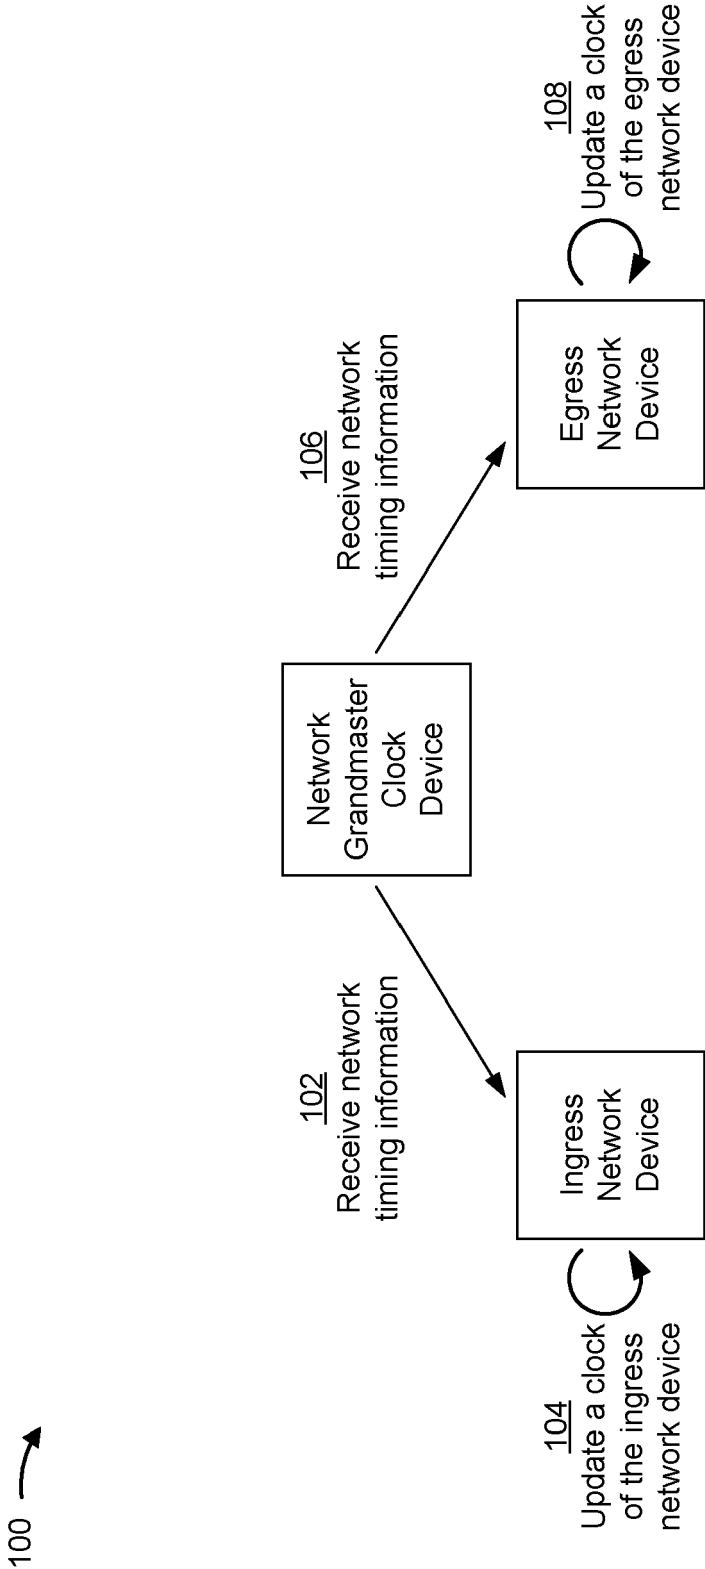 100
102
Receive network
timing information
106
Receive network
timing information
Network
Grandmaster
Clock
Device
104
Update a clock
of the ingress
network device
Ingress
Network
Device
Egress
Network
Device
108
Update a clock
of the egress
network device